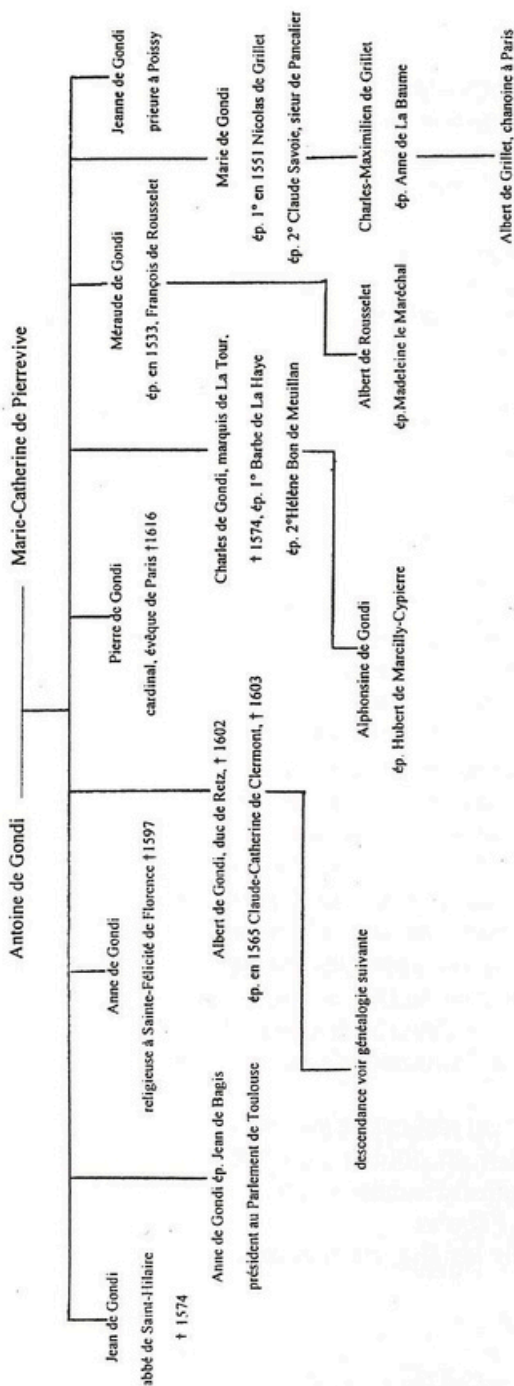 Antoine de Gondi Marie-Catherine de Pierrevive
Jean de Gondi
abbé de Saint-Hilaire
† 1574
Anne de Gondi ép. Jean de Bagis
président au Parlement de Toulouse
Anne de Gondi
religieuse à Sainte-Félicité de Florence †1597
Albert de Gondi, duc de Retz, † 1602
ép. en 1565 Claude-Catherine de Clermont, † 1603
descendance voir généalogie suivante
Pierre de Gondi
cardinal, évêque de Paris †1616
Charles de Gondi, marquis de La Tour,
† 1574, ép. 1° Barbe de La Haye
ép. 2°Hélène Bon de Meuillan
Alphonsine de Gondi
ép. Hubert de Marcilly-Cypierre
Méraude de Gondi
ép. en 1533, François de Rousselet
Albert de Rousselet
ép.Madeleine le Maréchal
Marie de Gondi
ép. 1° en 1551 Nicolas de Grillet
ép. 2° Claude Savoie, sieur de Pancalier
Charles-Maximilien de Grillet
ép. Anne de La Baume
Albert de Grillet, chanoine à Paris
Jeanne de Gondi
prieure à Poissy